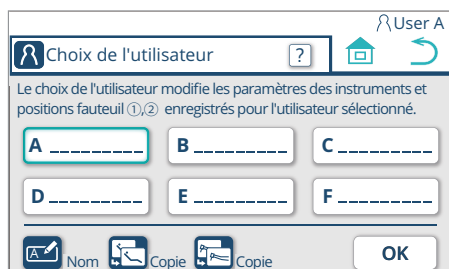 User A
Choix de l'utilisateur ?
Le choix de l'utilisateur modifie les paramètres des instruments et
positions fauteuil ①,② enregistrés pour l'utilisateur sélectionné.
A _________ B _________ C _________
D _________ E _________ F _________
A Nom Copie Copie OK